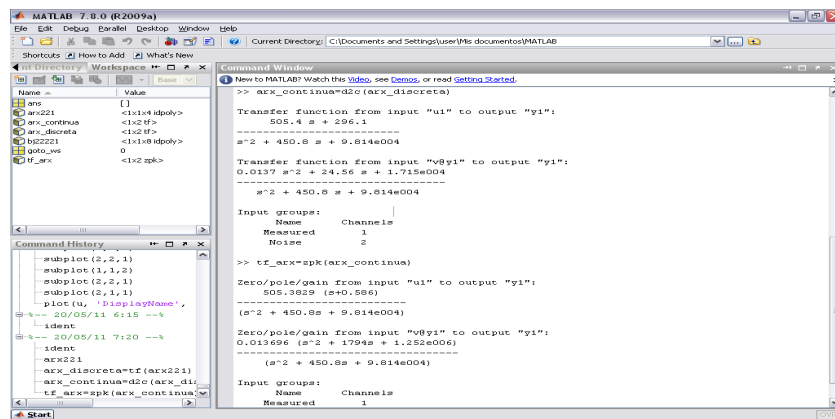 MATLAB 7.8.0 (R2009a)
File Edit Debug Parallel Desktop Window Help
Current Directory: C:\Documents and Settings\user\Mis documentos\MATLAB
Shortcuts How to Add What's New
nt Directory Workspace
Base
Name Value
ans []
arx221 <1x1x4 idpoly>
arx_continua <1x2 tf>
arx_discreta <1x2 tf>
bj22221 <1x1x8 idpoly>
goto_ws 0
tf_arx <1x2 zpk>
Command History
subplot(2,2,1)
subplot(1,1,2)
subplot(2,2,1)
subplot(2,1,1)
plot(u, 'DisplayName',
%-- 20/05/11 6:15 --%
ident
%-- 20/05/11 7:20 --%
ident
arx221
arx_discreta=tf(arx221)
arx_continua=d2c(arx_di
tf_arx=zpk(arx_continua)
Start
Command Window
New to MATLAB? Watch this Video, see Demos, or read Getting Started.
>> arx_continua=d2c(arx_discreta)
Transfer function from input "u1" to output "y1":
505.4 s + 296.1
-------------------------
s^2 + 450.8 s + 9.814e004
Transfer function from input "v@y1" to output "y1":
0.0137 s^2 + 24.56 s + 1.715e004
--------------------------------
s^2 + 450.8 s + 9.814e004
Input groups:
Name Channels
Measured 1
Noise 2
>> tf_arx=zpk(arx_continua)
Zero/pole/gain from input "u1" to output "y1":
505.3829 (s+0.586)
--------------------------
(s^2 + 450.8s + 9.814e004)
Zero/pole/gain from input "v@y1" to output "y1":
0.013696 (s^2 + 1794s + 1.252e006)
----------------------------------
(s^2 + 450.8s + 9.814e004)
Input groups:
Name Channels
Measured 1
OVR